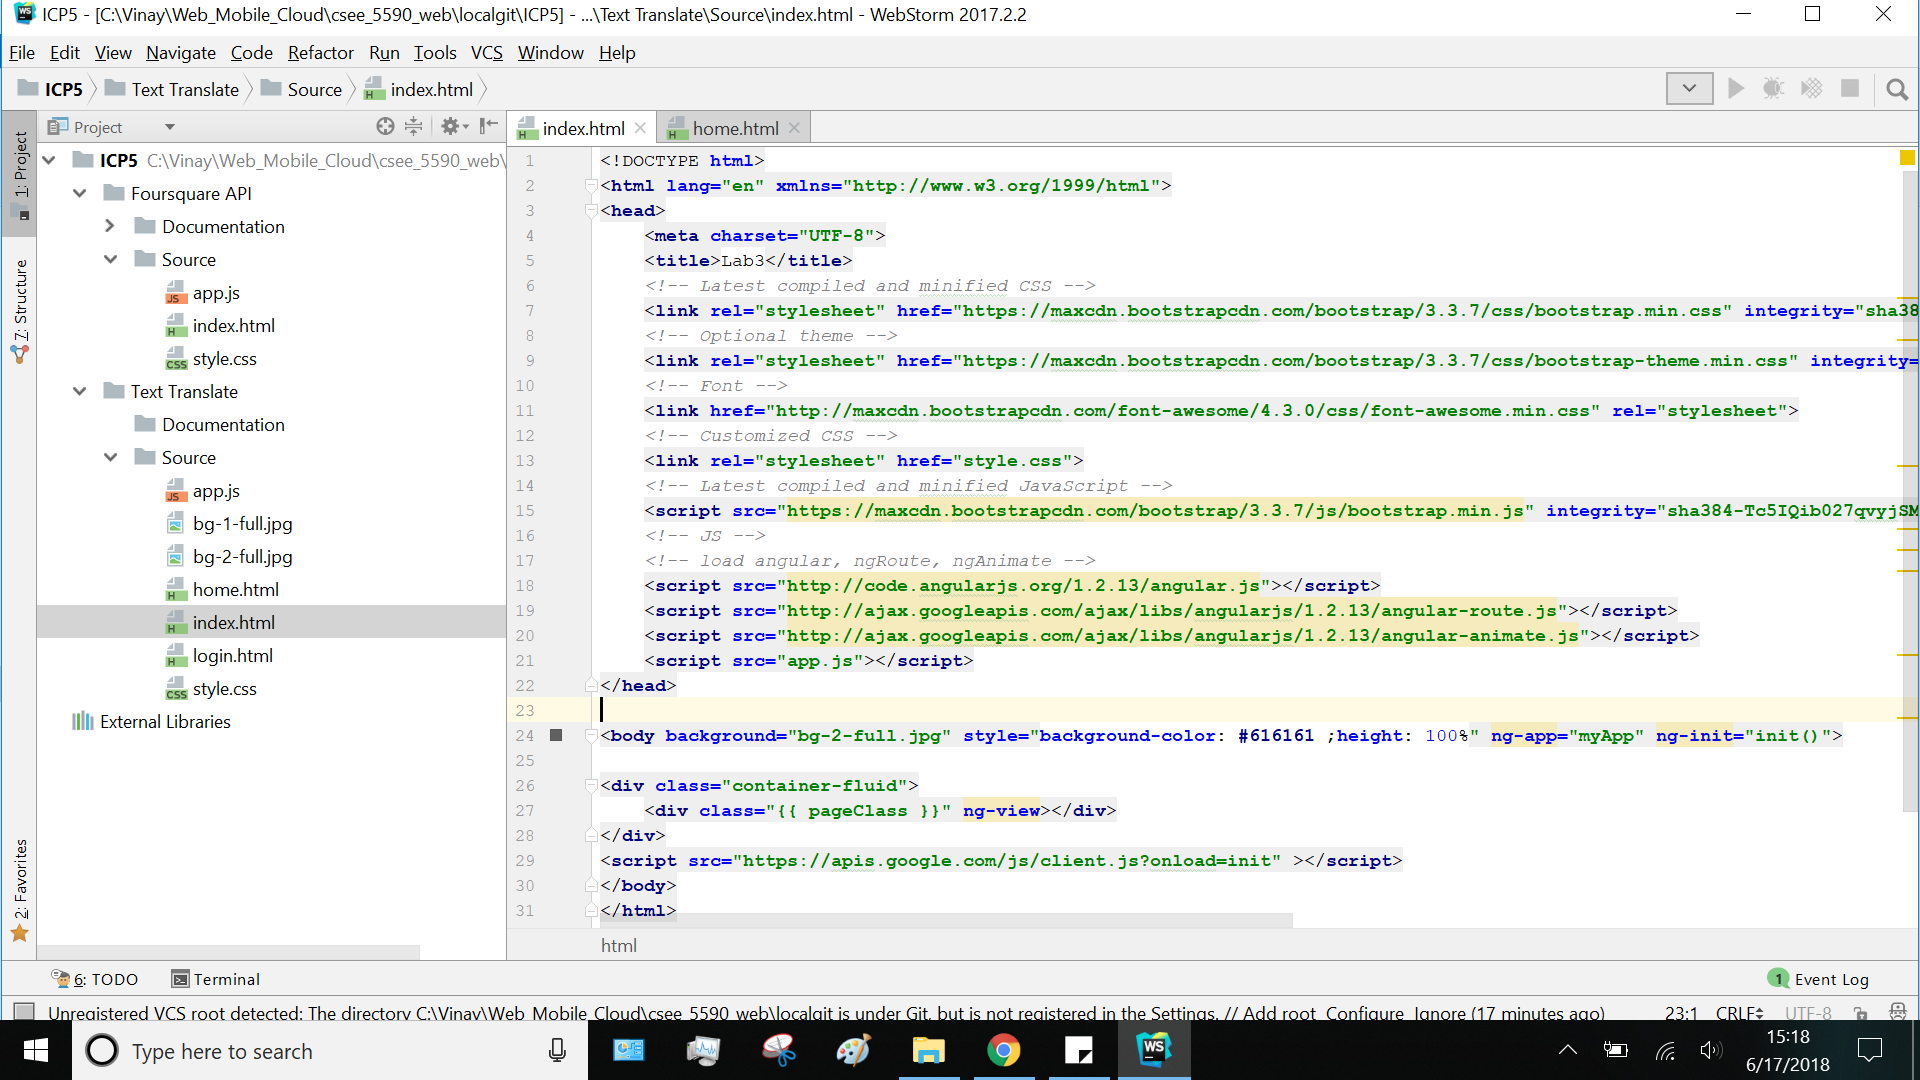 ICP5 - [C:\Vinay\Web_Mobile_Cloud\csee_5590_web\localgit\ICP5] - ...\Text Translate\Source\index.html - WebStorm 2017.2.2
File Edit View Navigate Code Refactor Run Tools VCS Window Help
ICP5 Text Translate Source index.html
1: Project
7: Structure
2: Favorites
Project
ICP5 C:\Vinay\Web_Mobile_Cloud\csee_5590_web\
Foursquare API
Documentation
Source
app.js
index.html
style.css
Text Translate
Documentation
Source
app.js
bg-1-full.jpg
bg-2-full.jpg
home.html
index.html
login.html
style.css
External Libraries
index.html home.html
1 <!DOCTYPE html>
2 <html lang="en" xmlns="http://www.w3.org/1999/html">
3 <head>
4 <meta charset="UTF-8">
5 <title>Lab3</title>
6 <!-- Latest compiled and minified CSS -->
7 <link rel="stylesheet" href="https://maxcdn.bootstrapcdn.com/bootstrap/3.3.7/css/bootstrap.min.css" integrity="sha38
8 <!-- Optional theme -->
9 <link rel="stylesheet" href="https://maxcdn.bootstrapcdn.com/bootstrap/3.3.7/css/bootstrap-theme.min.css" integrity=
10 <!-- Font -->
11 <link href="http://maxcdn.bootstrapcdn.com/font-awesome/4.3.0/css/font-awesome.min.css" rel="stylesheet">
12 <!-- Customized CSS -->
13 <link rel="stylesheet" href="style.css">
14 <!-- Latest compiled and minified JavaScript -->
15 <script src="https://maxcdn.bootstrapcdn.com/bootstrap/3.3.7/js/bootstrap.min.js" integrity="sha384-Tc5IQib027qvyjSM
16 <!-- JS -->
17 <!-- load angular, ngRoute, ngAnimate -->
18 <script src="http://code.angularjs.org/1.2.13/angular.js"></script>
19 <script src="http://ajax.googleapis.com/ajax/libs/angularjs/1.2.13/angular-route.js"></script>
20 <script src="http://ajax.googleapis.com/ajax/libs/angularjs/1.2.13/angular-animate.js"></script>
21 <script src="app.js"></script>
22 </head>
23
24 <body background="bg-2-full.jpg" style="background-color: #616161 ;height: 100%" ng-app="myApp" ng-init="init()">
25
26 <div class="container-fluid">
27 <div class="{{ pageClass }}" ng-view></div>
28 </div>
29 <script src="https://apis.google.com/js/client.js?onload=init" ></script>
30 </body>
31 </html>
html
6: TODO Terminal 1 Event Log
Unregistered VCS root detected: The directory C:\Vinay\Web_Mobile_Cloud\csee_5590_web\localgit is under Git, but is not registered in the Settings. // Add root Configure Ignore (17 minutes ago) 23:1 CRLF UTF-8
Type here to search
15:18
6/17/2018